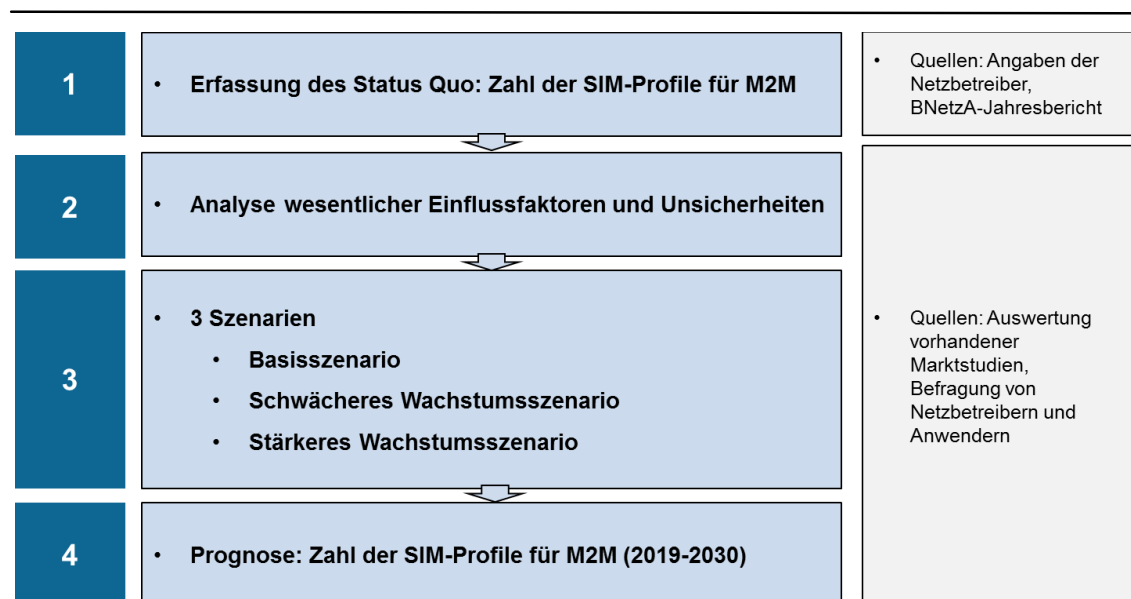 1
• Erfassung des Status Quo: Zahl der SIM-Profile für M2M
• Quellen: Angaben der
Netzbetreiber,
BNetzA-Jahresbericht
2
• Analyse wesentlicher Einflussfaktoren und Unsicherheiten
3
• 3 Szenarien
• Basisszenario
• Schwächeres Wachstumsszenario
• Stärkeres Wachstumsszenario
• Quellen: Auswertung
vorhandener
Marktstudien,
Befragung von
Netzbetreibern und
Anwendern
4
• Prognose: Zahl der SIM-Profile für M2M (2019-2030)